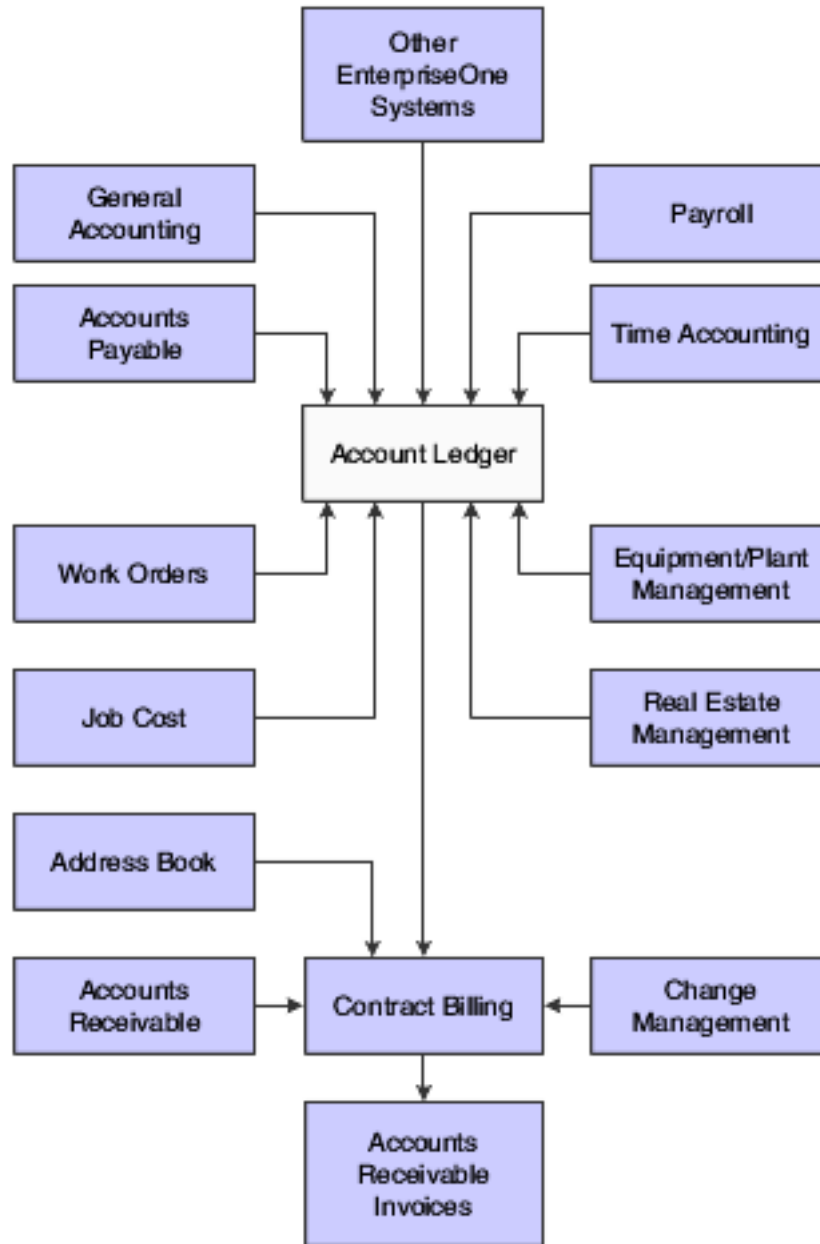 Other
EnterpriseOne
Systems
General
Accounting
Payroll
Accounts
Payable
Time Accounting
Account Ledger
Work Orders
Equipment/Plant
Management
Job Cost
Real Estate
Management
Address Book
Accounts
Receivable
Contract Billing
Change
Management
Accounts
Receivable
Invoices